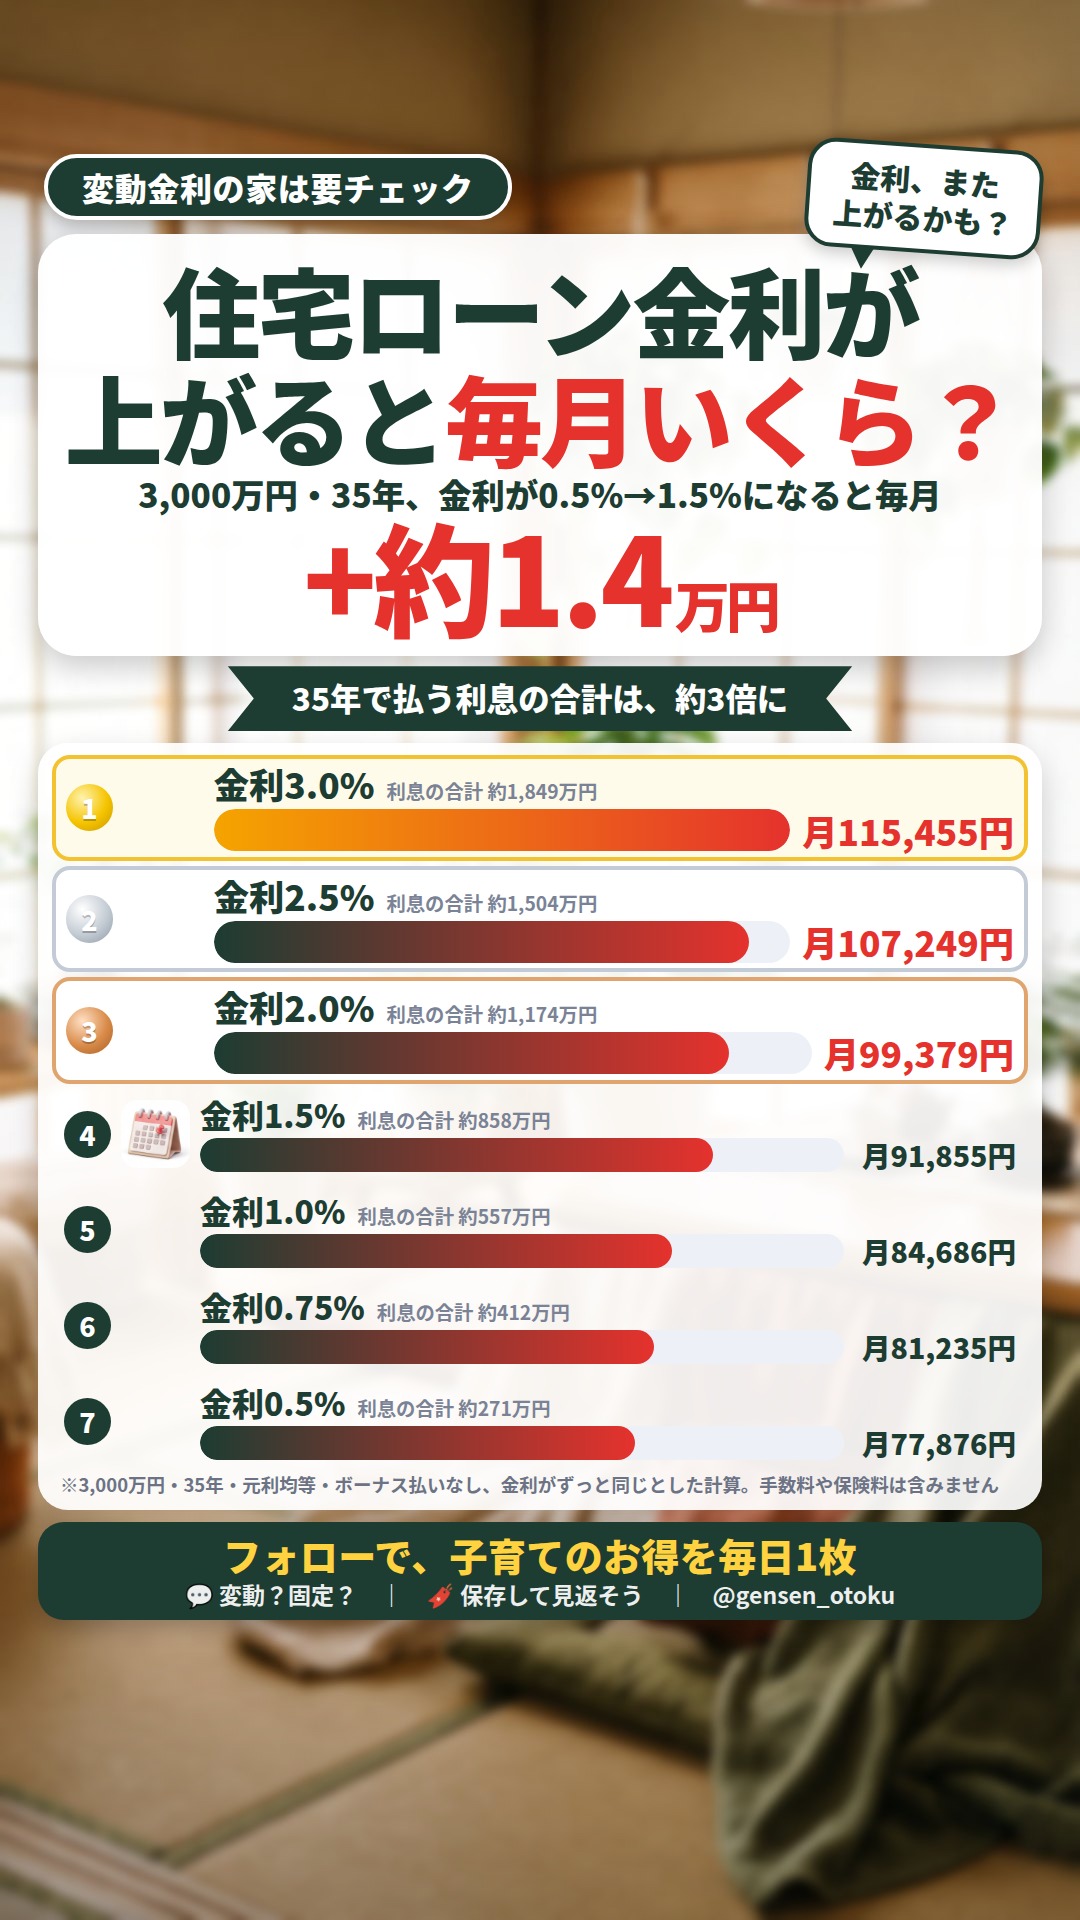 変動金利の家は要チェック
金利、また
上がるかも？
住宅ローン金利が
上がると毎月いくら？
3,000万円・35年、金利が0.5%→1.5%になると毎月
+約1.4万円
35年で払う利息の合計は、約3倍に
1
金利3.0% 利息の合計 約1,849万円
月115,455円
2
金利2.5% 利息の合計 約1,504万円
月107,249円
3
金利2.0% 利息の合計 約1,174万円
月99,379円
4
金利1.5% 利息の合計 約858万円
月91,855円
5
金利1.0% 利息の合計 約557万円
月84,686円
6
金利0.75% 利息の合計 約412万円
月81,235円
7
金利0.5% 利息の合計 約271万円
月77,876円
※3,000万円・35年・元利均等・ボーナス払いなし、金利がずっと同じとした計算。手数料や保険料は含みません
フォローで、子育てのお得を毎日1枚
💬 変動？固定？ ｜ 🔖 保存して見返そう ｜ @gensen_otoku